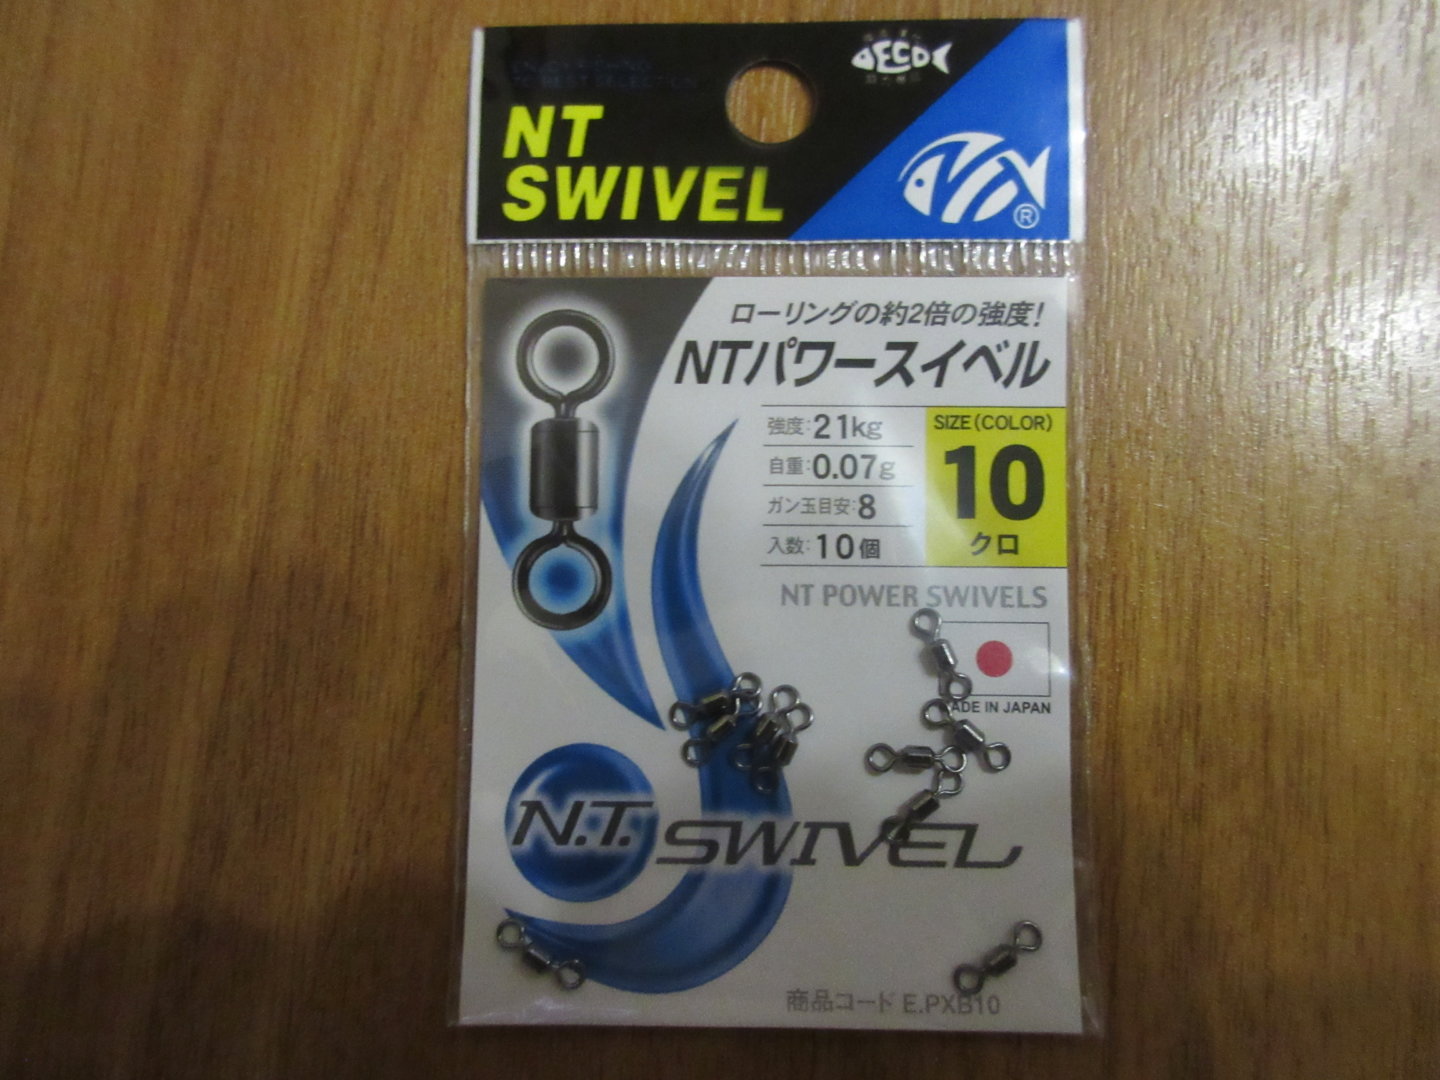 NT
SWIVEL
ECO
®
ローリングの約2倍の強度!
NTパワースイベル
強度:21kg
自重:0.07g
ガン玉目安:8
入数:10個
SIZE(COLOR)
10
クロ
NT POWER SWIVELS
MADE IN JAPAN
N.T. SWIVEL
商品コード E.PXB10